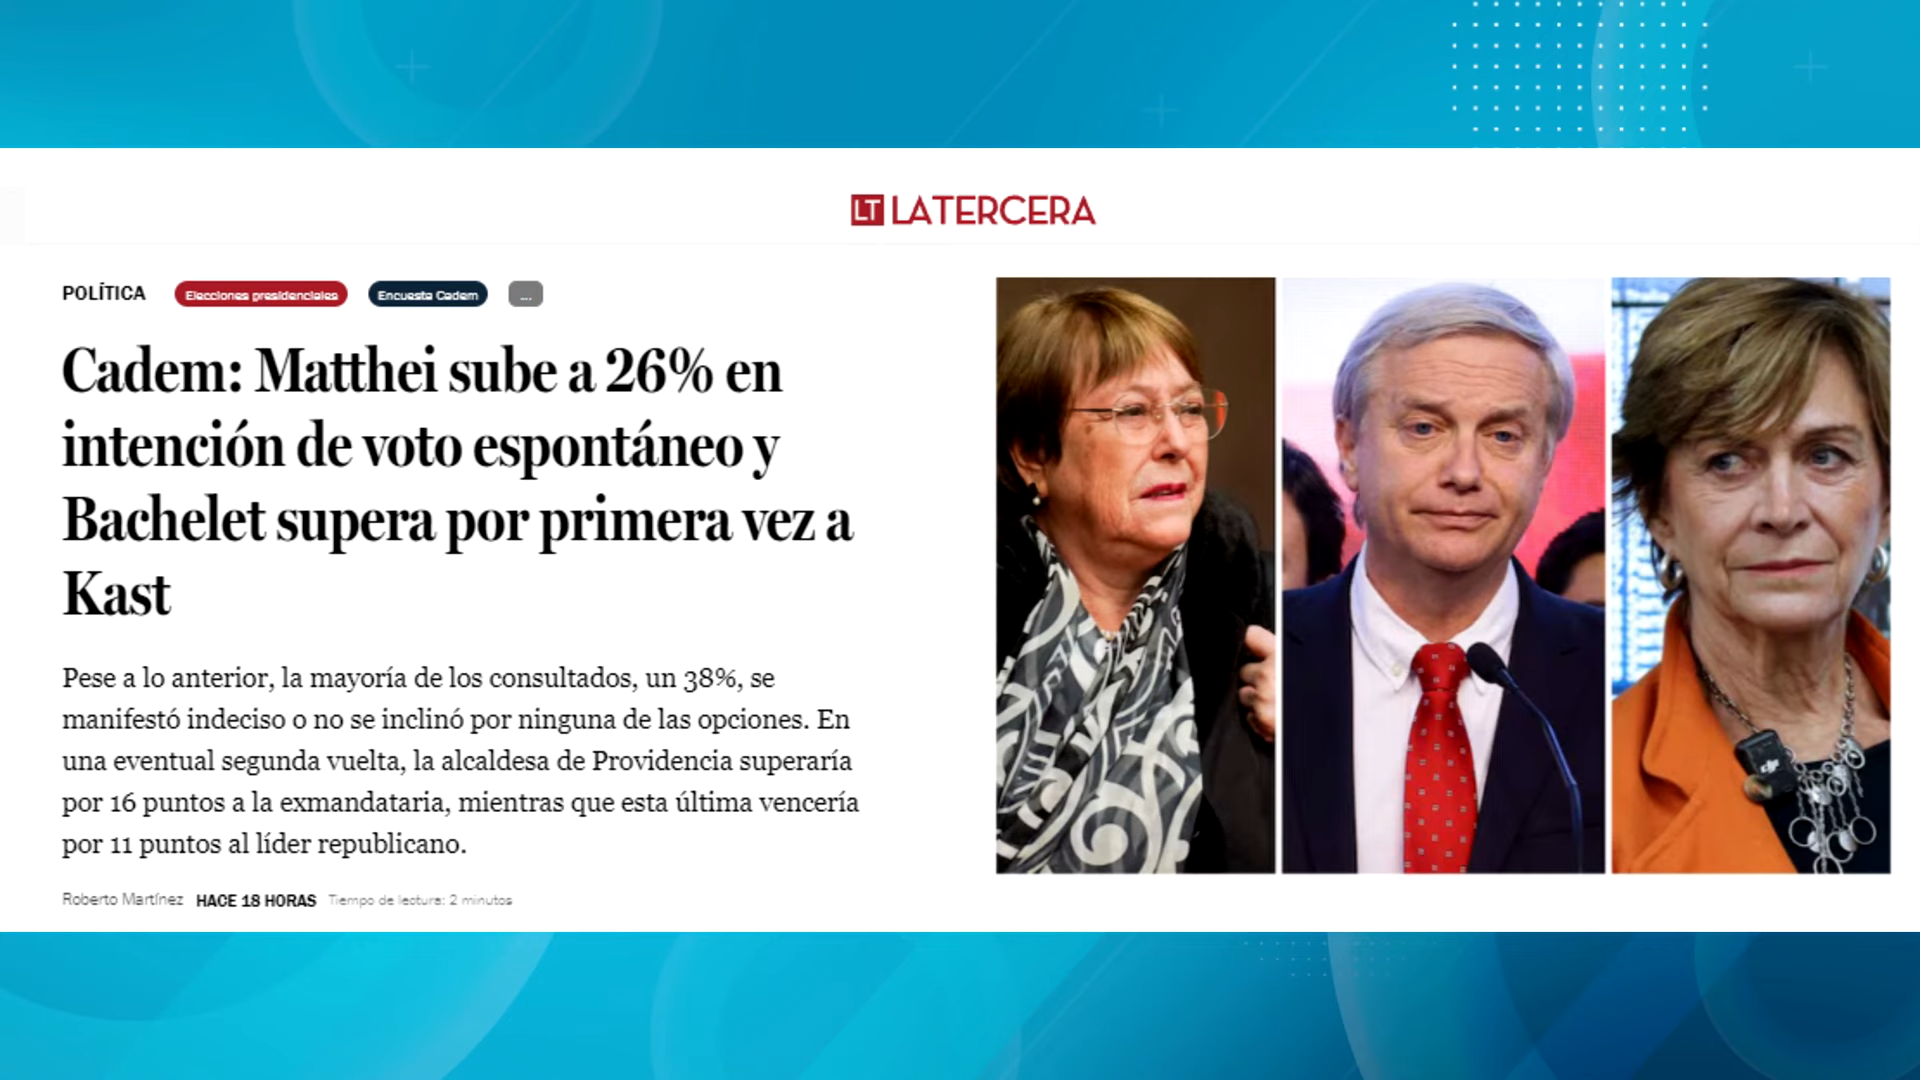 LT LATERCERA
POLÍTICA Elecciones presidenciales Encuesta Cadem ...
Cadem: Matthei sube a 26% en
intención de voto espontáneo y
Bachelet supera por primera vez a
Kast
Pese a lo anterior, la mayoría de los consultados, un 38%, se
manifestó indeciso o no se inclinó por ninguna de las opciones. En
una eventual segunda vuelta, la alcaldesa de Providencia superaría
por 16 puntos a la exmandataria, mientras que esta última vencería
por 11 puntos al líder republicano.
Roberto Martínez HACE 18 HORAS Tiempo de lectura: 2 minutos